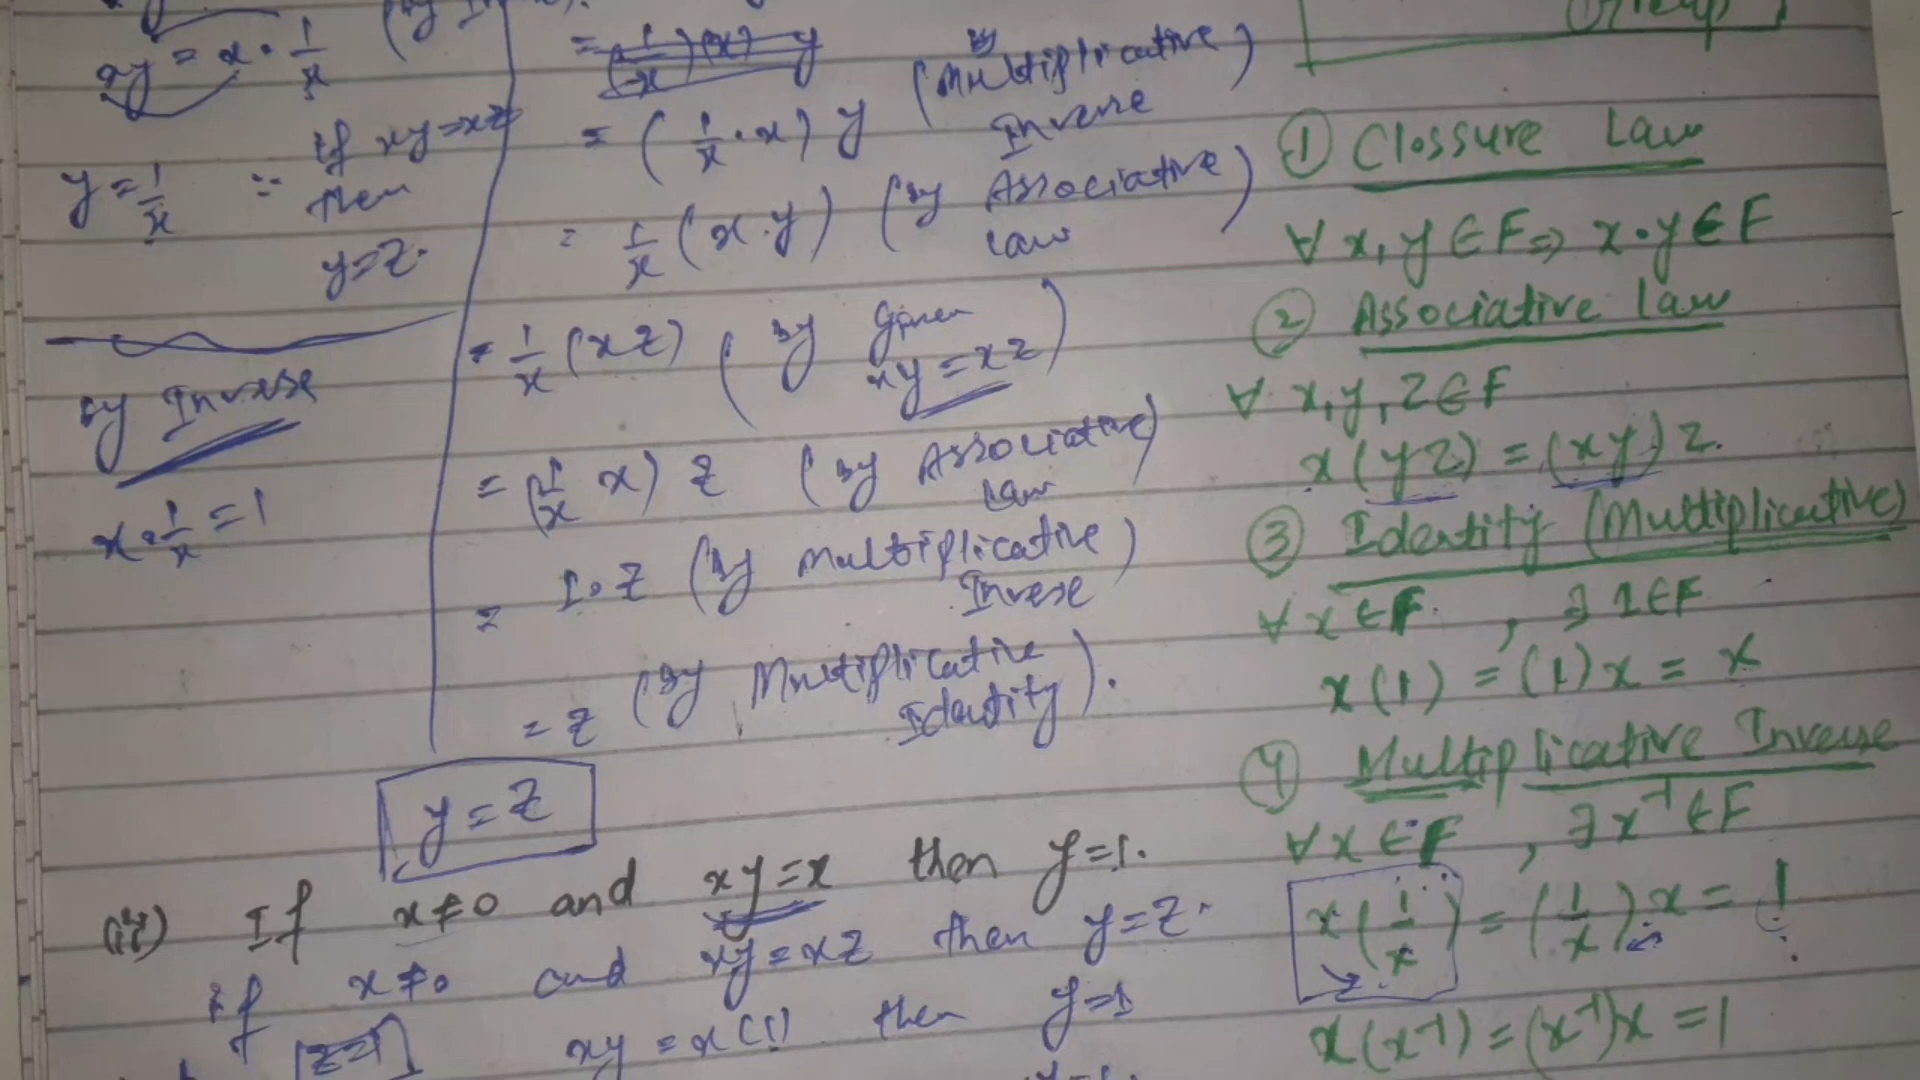 xy = x · 1/x
y = 1/x ∵ if xy = xz
then
y = z.
by Inverse
x · 1/x = 1
= (1/x)(x) y
= (1/x · x) y (Multiplicative
Inverse
= 1/x (x · y) (by Associative)
Law
= 1/x (xz) (by Given
xy = xz)
= (1/x x) z (by Associative)
Law
= 1 · z (by Multiplicative)
Inverse
= z (by Multiplicative
Identity).
y = z
(ii) If x ≠ 0 and xy = x then y = 1.
if x ≠ 0 and xy = xz then y = z.
z = 1 xy = x(1) then y = 1
Group
① Clossure Law
∀ x, y ∈ F ⇒ x · y ∈ F
② Associative law
∀ x, y, z ∈ F
x(yz) = (xy)z.
③ Identity (Multiplicative)
∀ x ∈ F, ∃ 1 ∈ F
x(1) = (1)x = x
④ Multiplicative Inverse
∀ x ∈ F, ∃ x⁻¹ ∈ F
x(1/x) = (1/x)x = 1
x(x⁻¹) = (x⁻¹)x = 1